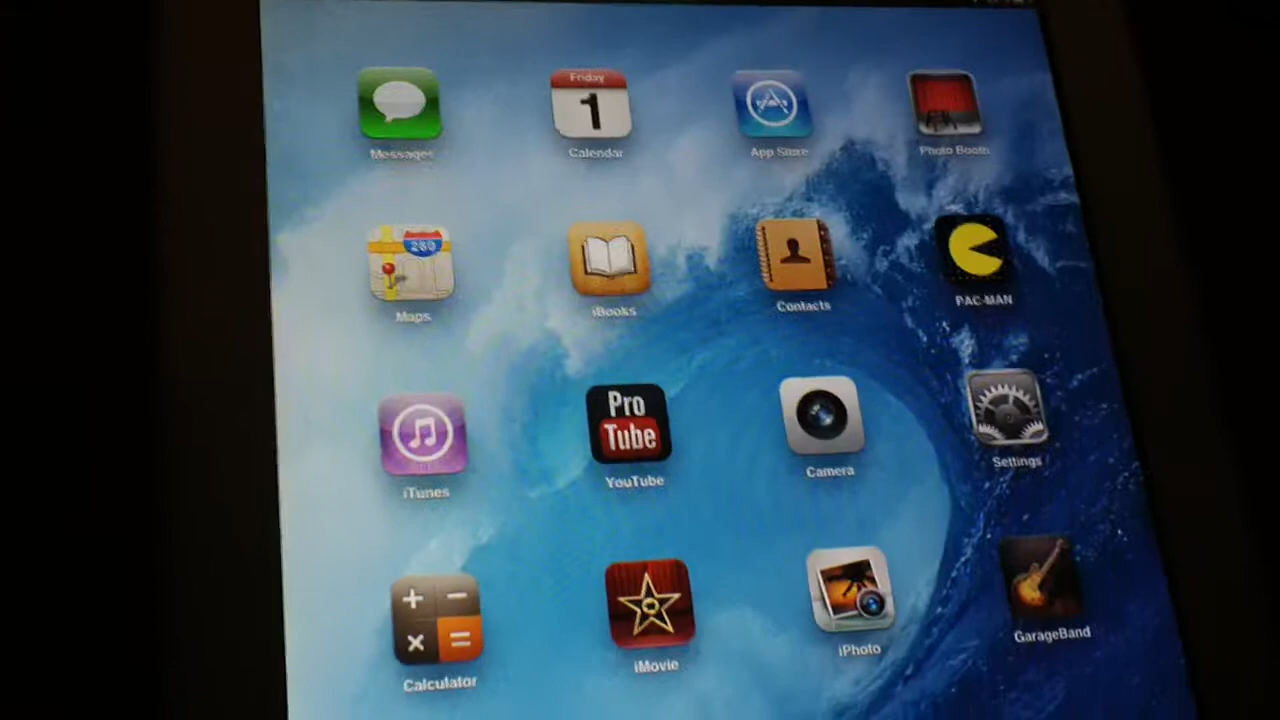 Friday
1
Messages
Calendar
App Store
Photo Booth
280
Maps
iBooks
Contacts
PAC-MAN
Pro
Tube
iTunes
YouTube
Camera
Settings
Calculator
iMovie
iPhoto
GarageBand